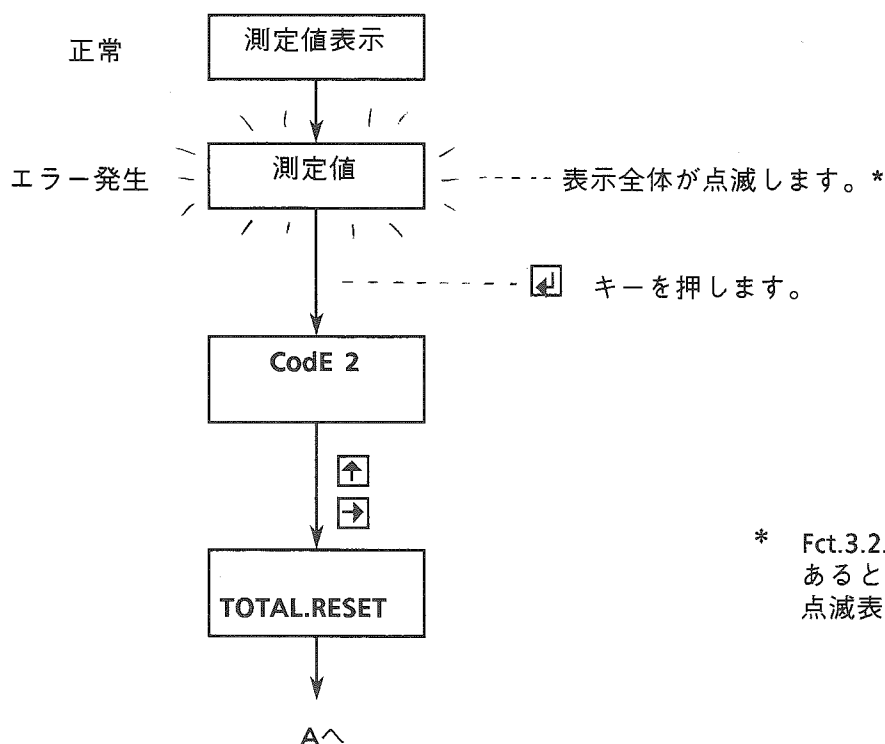 正常
測定値表示
エラー発生
測定値
表示全体が点滅します。*
キーを押します。
CodE 2
TOTAL.RESET
* Fct.3.2.
あると
点滅表
Aへ